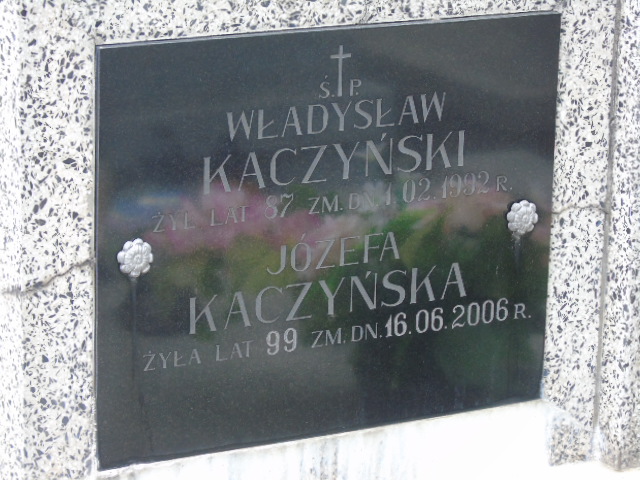 Ś. P.
WŁADYSŁAW
KACZYŃSKI
ŻYŁ LAT 87 ZM. DN. 1.02.1992 R.
JÓZEFA
KACZYŃSKA
ŻYŁA LAT 99 ZM. DN. 16.06.2006 R.